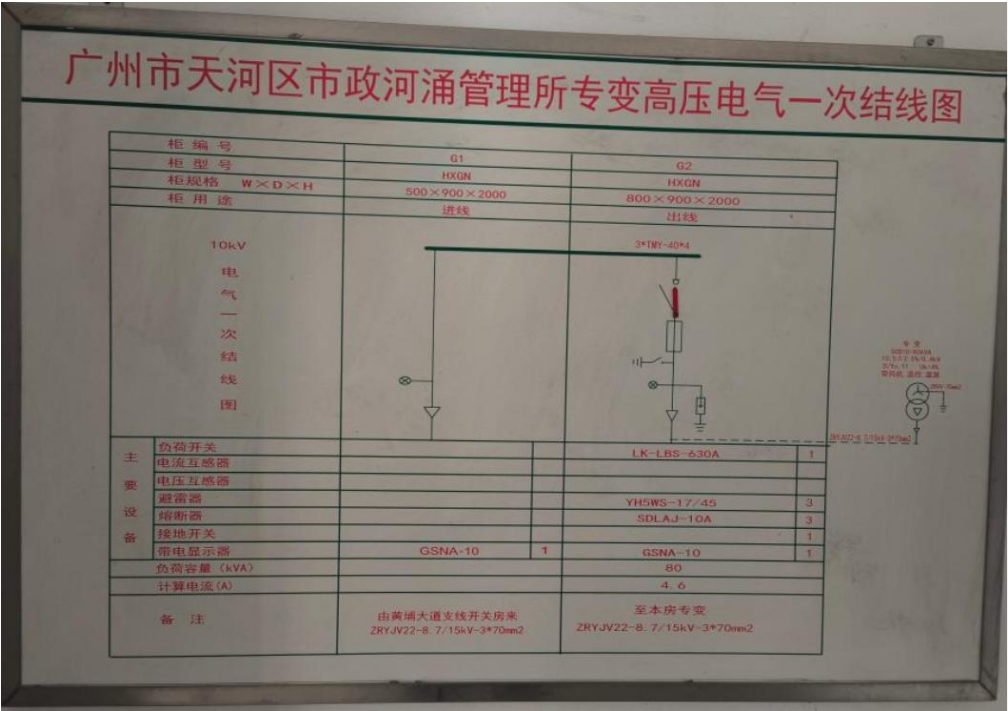 广州市天河区市政河涌管理所专变高压电气一次结线图
柜编号 G1 G2
柜型号 HXGN HXGN
柜规格 W×D×H 500×900×2000 800×900×2000
柜用途 进线 出线
10kV
电
气
一
次
结
线
图
3*TMY-40*4
专变
ZRYJV22-8.7/15kV-3*70mm2
主
要
设
备
负荷开关 LK-LBS-630A 1
电流互感器
电压互感器
避雷器 YH5WS-17/45 3
熔断器 SDLAJ-10A 3
接地开关 1
带电显示器 GSNA-10 1 GSNA-10 1
负荷容量(kVA) 80
计算电流(A) 4.6
备注
由黄埔大道支线开关房来
ZRYJV22-8.7/15kV-3*70mm2
至本房专变
ZRYJV22-8.7/15kV-3*70mm2